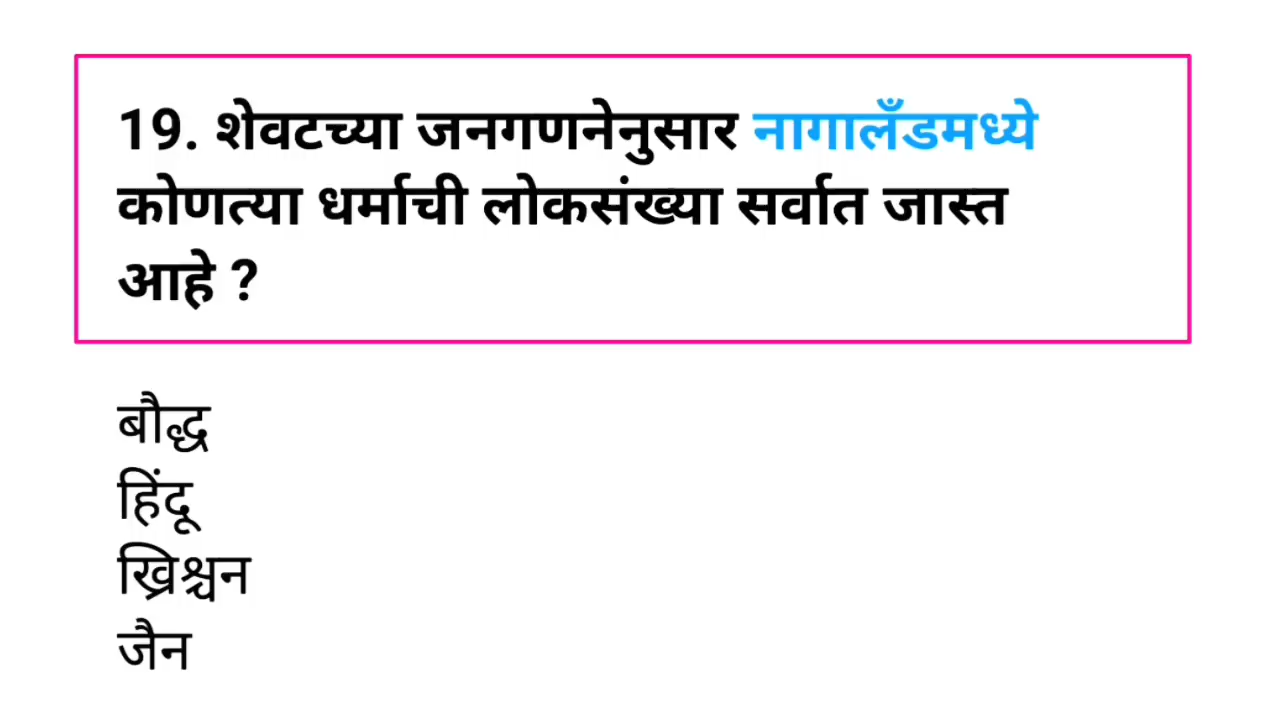 19. शेवटच्या जनगणनेनुसार नागालँडमध्ये
कोणत्या धर्माची लोकसंख्या सर्वात जास्त
आहे ?
बौद्ध
हिंदू
ख्रिश्चन
जैन